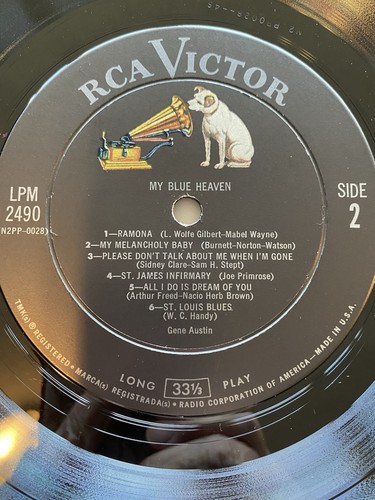 RCA VICTOR
MY BLUE HEAVEN
LPM
2490
(N2PP-0028)
SIDE
2
1—RAMONA (L. Wolfe Gilbert–Mabel Wayne)
2—MY MELANCHOLY BABY (Burnett-Norton-Watson)
3—PLEASE DON'T TALK ABOUT ME WHEN I'M GONE
(Sidney Clare–Sam H. Stept)
4—ST. JAMES INFIRMARY (Joe Primrose)
5—ALL I DO IS DREAM OF YOU
(Arthur Freed–Nacio Herb Brown)
6—ST. LOUIS BLUES
(W. C. Handy)
Gene Austin
LONG 33⅓ PLAY
TMK(s) ® REGISTERED • MARCA(s) REGISTRADA(s) • RADIO CORPORATION OF AMERICA—MADE IN U.S.A.